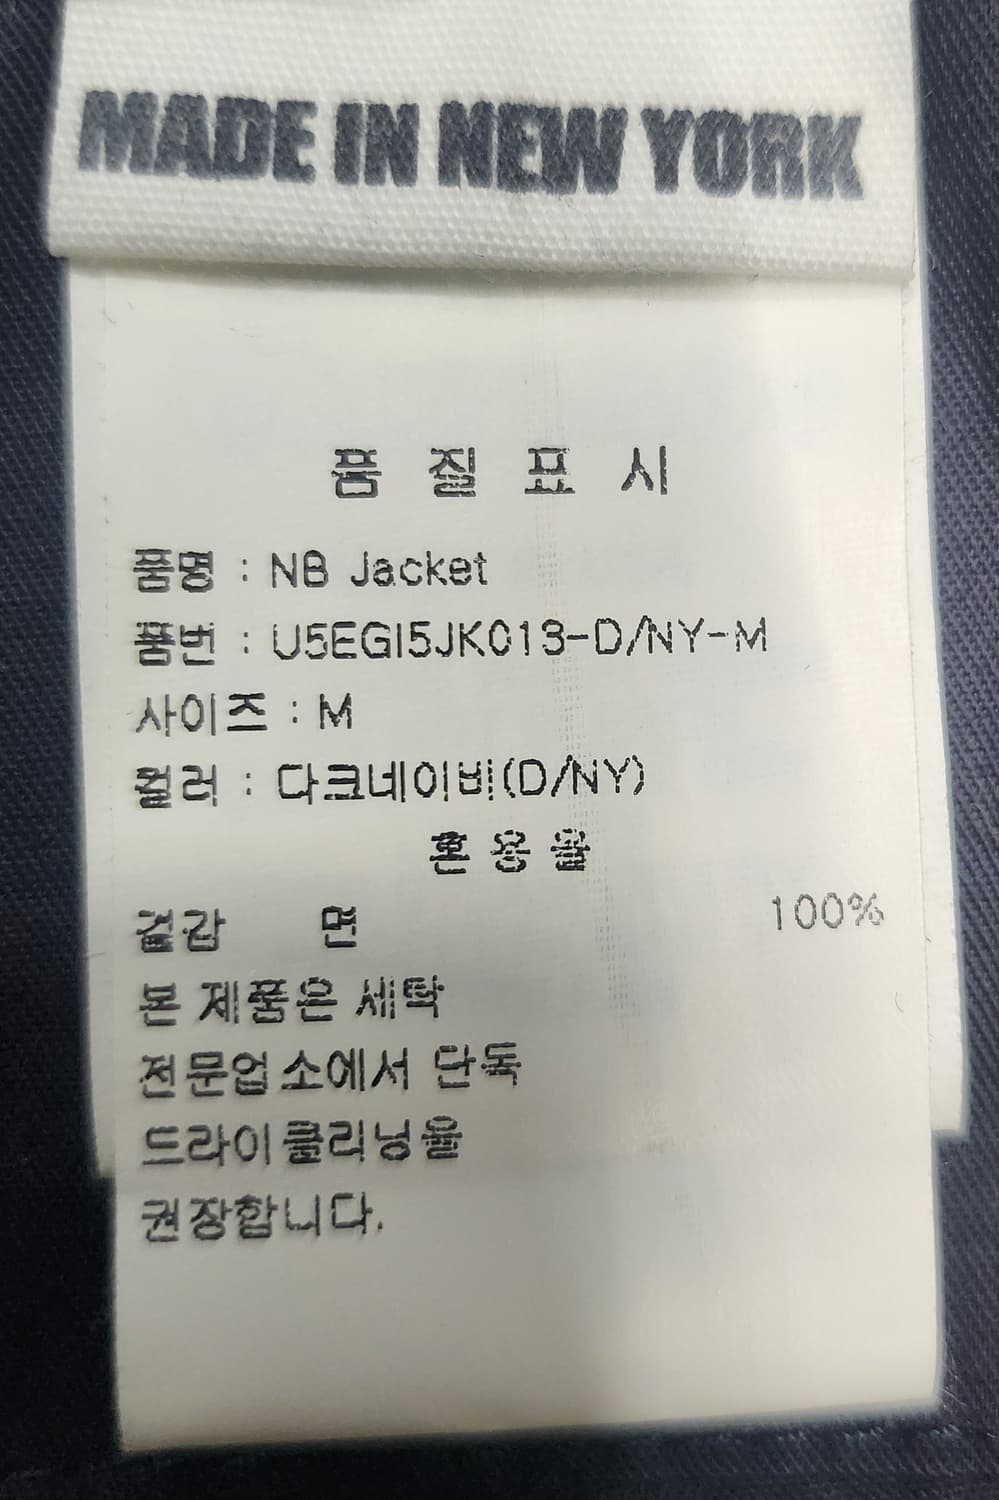 MADE IN NEW YORK
품 질 표 시
품명 : NB Jacket
품번 : U5EGI5JK013-D/NY-M
사이즈 : M
컬러 : 다크네이비(D/NY)
혼 용 율
겉감 면 100%
본 제품은 세탁
전문업소에서 단독
드라이클리닝을
권장합니다.